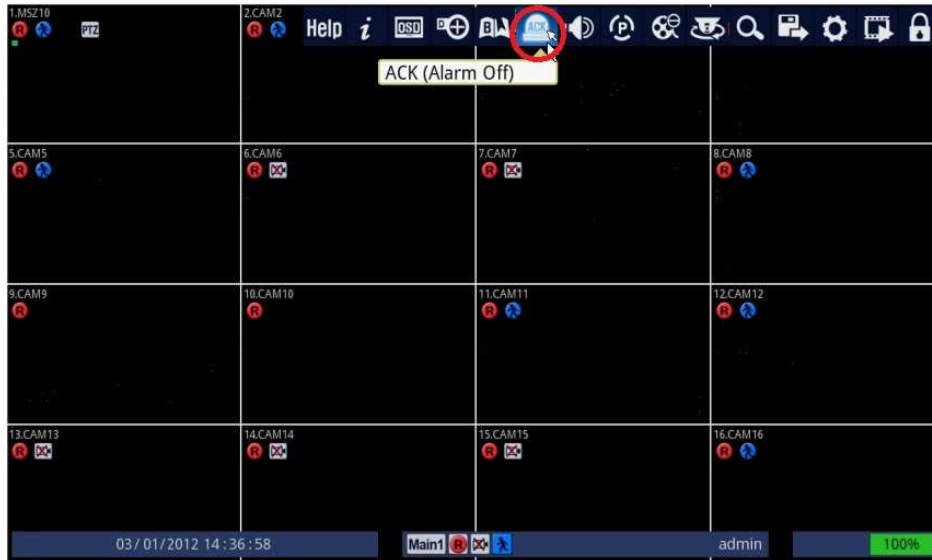 1.MSZ10
PTZ
2.CAM2
Help i OSD D B ACK P
ACK (Alarm Off)
5.CAM5
R
6.CAM6
R
7.CAM7
R
8.CAM8
R
9.CAM9
R
10.CAM10
R
11.CAM11
R
12.CAM12
R
13.CAM13
R
14.CAM14
R
15.CAM15
R
16.CAM16
R
03/01/2012 14:36:58
Main1 R
admin
100%